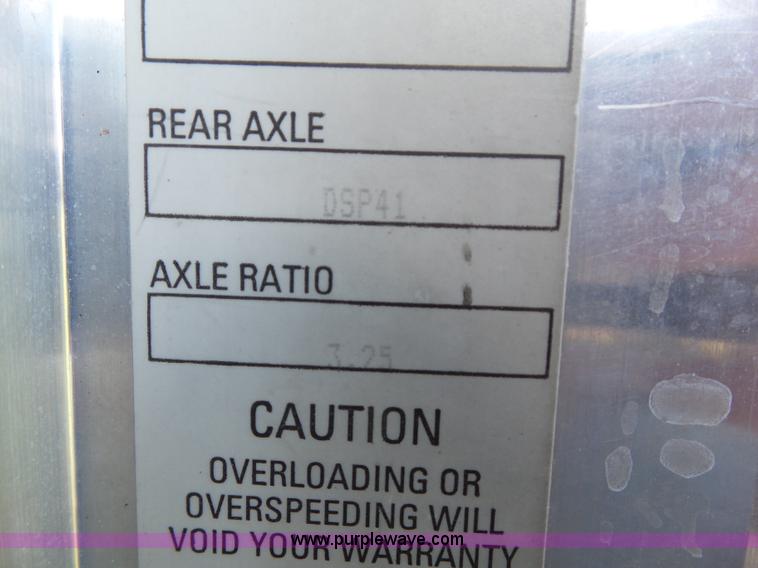 REAR AXLE
DSP41
AXLE RATIO
3.25
CAUTION
OVERLOADING OR
OVERSPEEDING WILL
VOID YOUR WARRANTY
www.purplewave.com